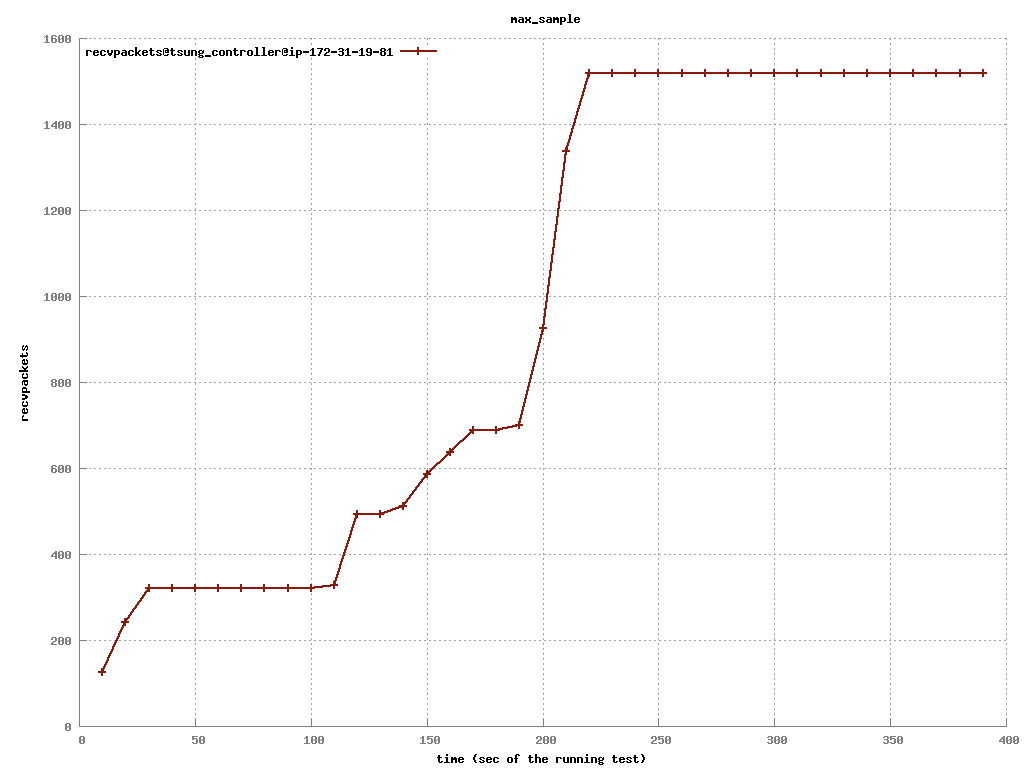 max_sample
recvpackets@tsung_controller@ip-172-31-19-81
1600
1400
1200
1000
800
600
400
200
0
recvpackets
0 50 100 150 200 250 300 350 400
time (sec of the running test)